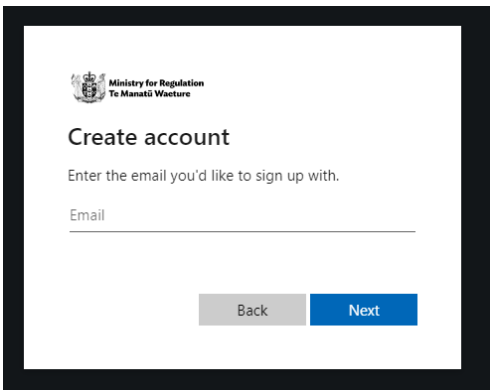 Ministry for Regulation
Te Manatū Waeture
Create account
Enter the email you'd like to sign up with.
Email
Back
Next